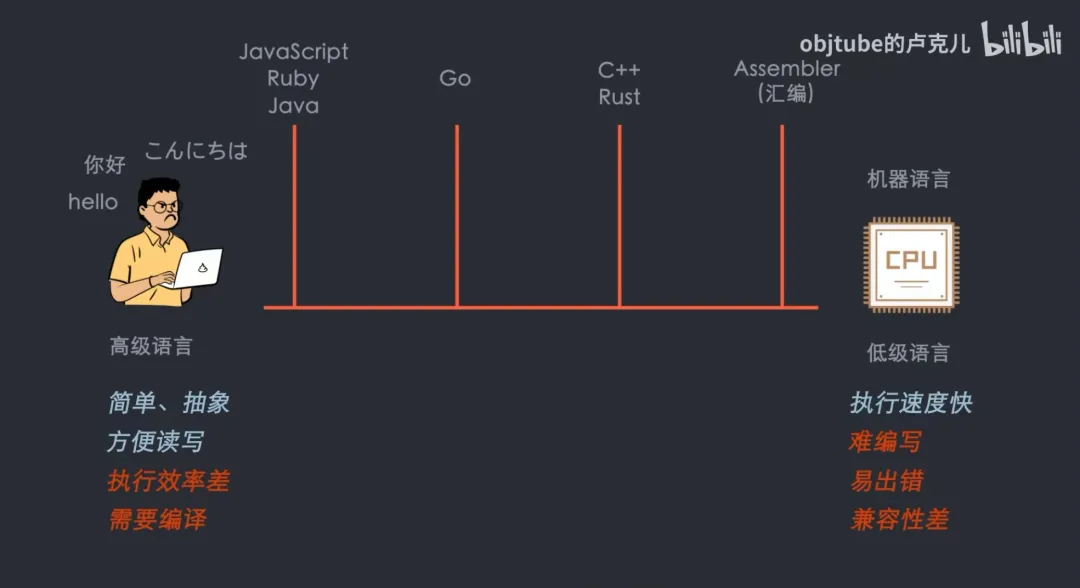 objtube的卢克儿 bilibili
JavaScript
Ruby
Java
Go
C++
Rust
Assembler
(汇编)
你好
こんにちは
hello
机器语言
CPU
高级语言
低级语言
简单、抽象
方便读写
执行效率差
需要编译
执行速度快
难编写
易出错
兼容性差